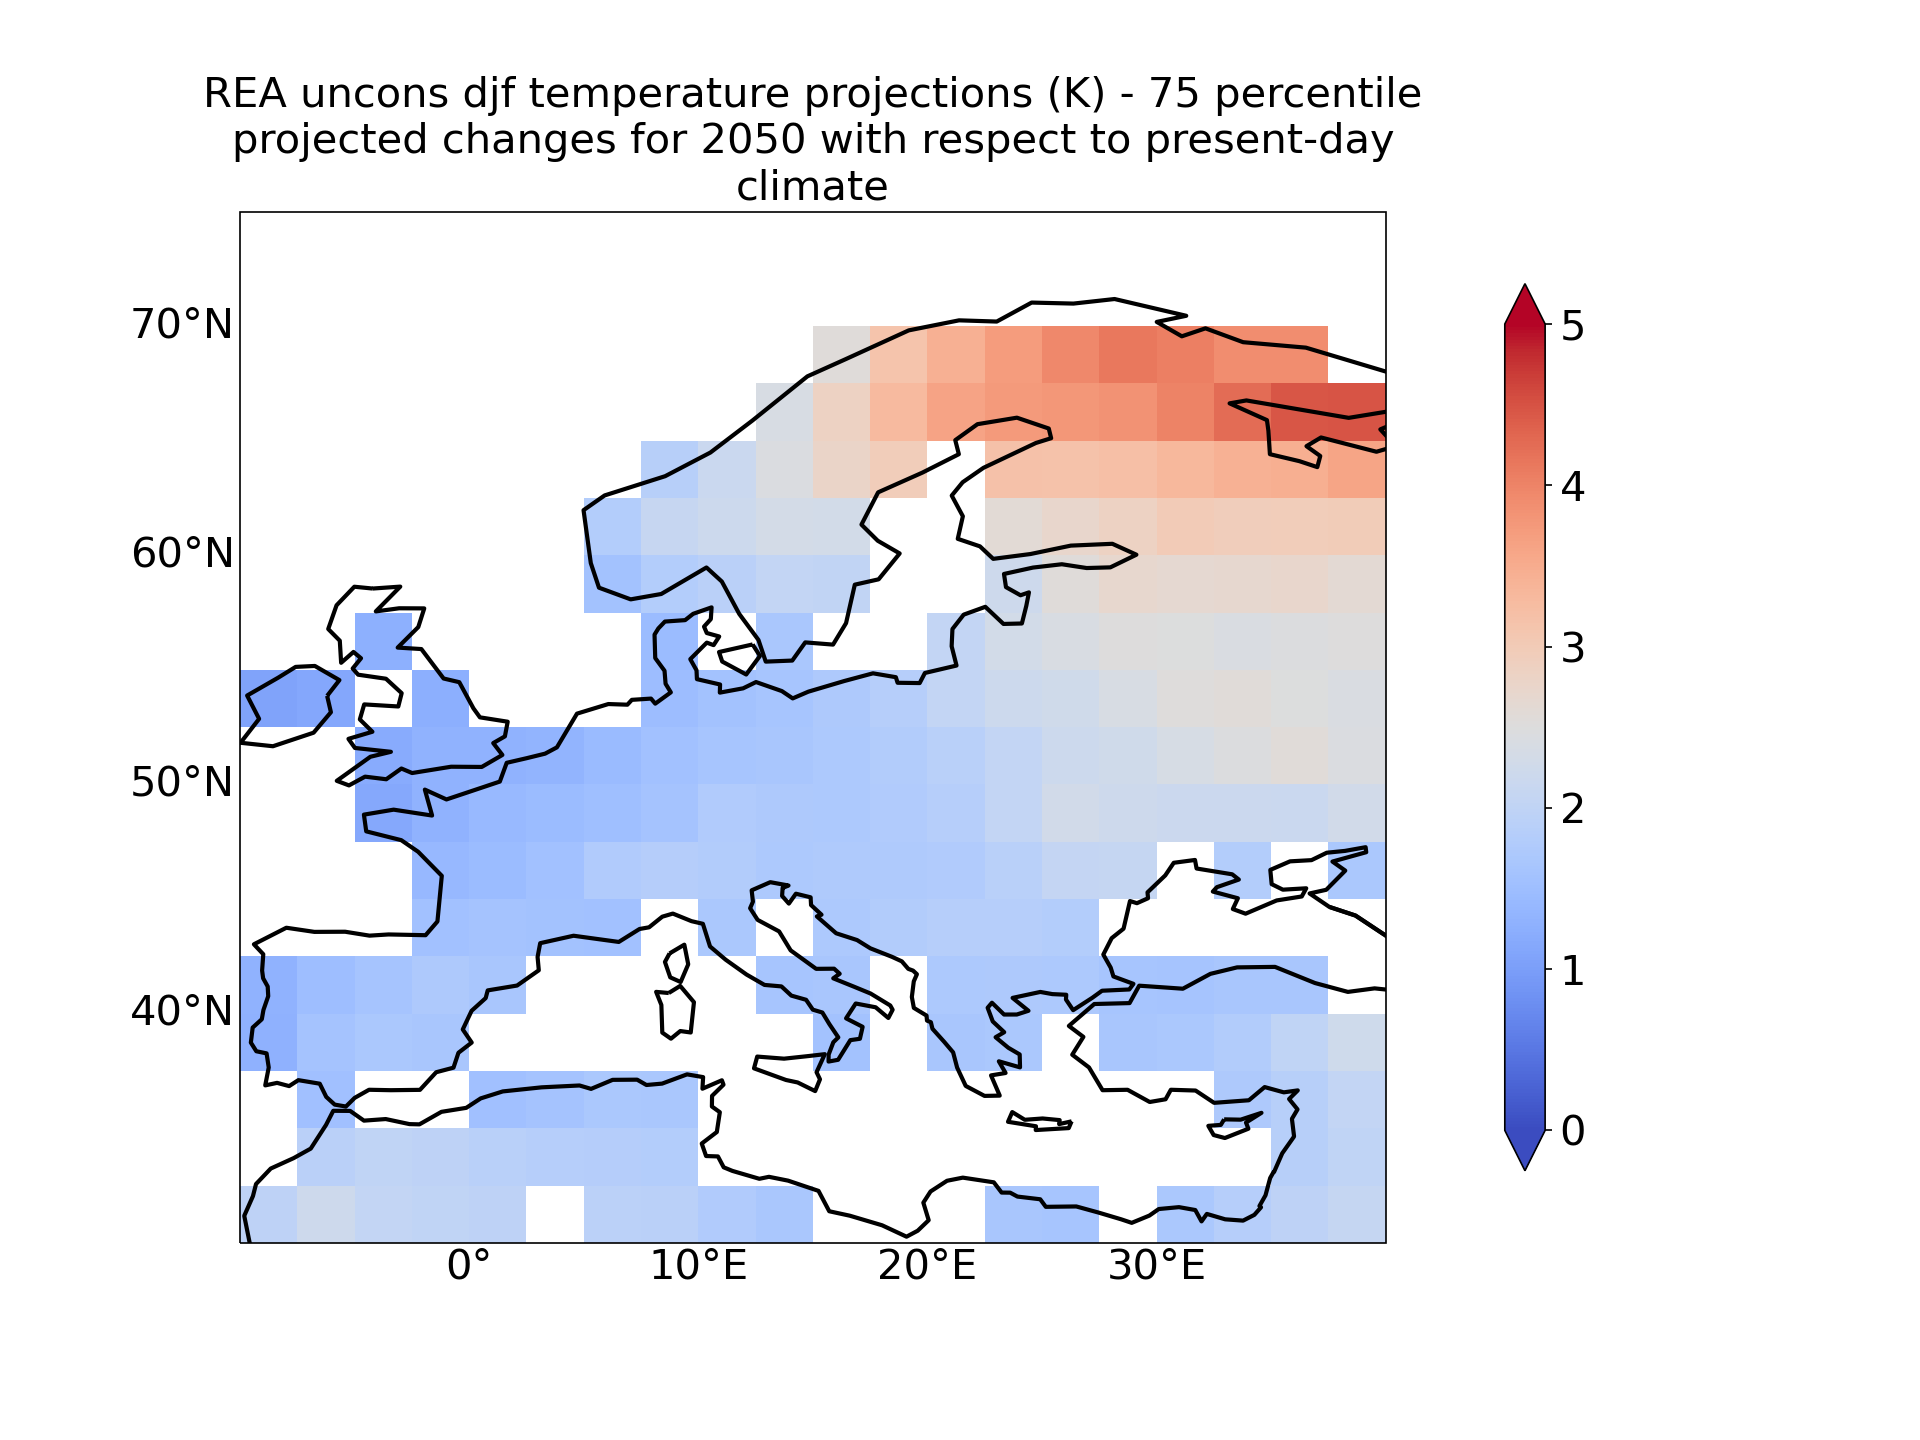 REA uncons djf temperature projections (K) - 75 percentile
projected changes for 2050 with respect to present-day
climate
70°N
60°N
50°N
40°N
0°
10°E
20°E
30°E
5
4
3
2
1
0